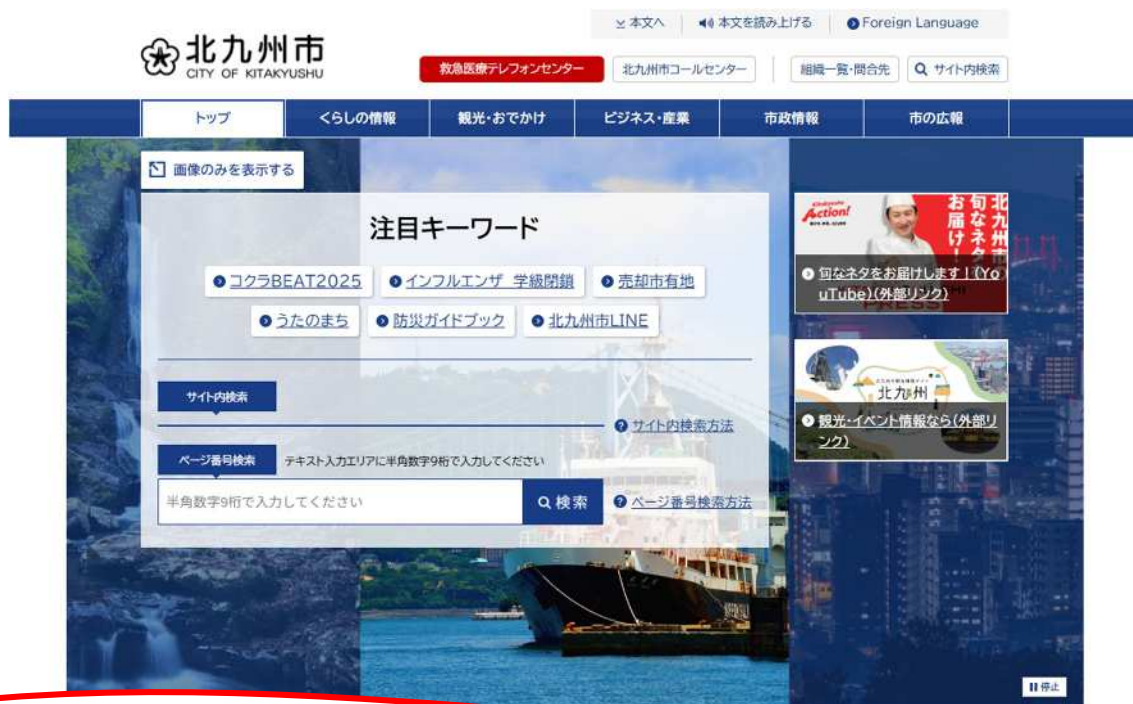 本文へ
本文を読み上げる
Foreign Language
北九州市
CITY OF KITAKYUSHU
救急医療テレフォンセンター
北九州市コールセンター
組織一覧・問合先
サイト内検索
トップ
くらしの情報
観光・おでかけ
ビジネス・産業
市政情報
市の広報
画像のみを表示する
注目キーワード
コクラBEAT2025
インフルエンザ 学級閉鎖
売却市有地
うたのまち
防災ガイドブック
北九州市LINE
サイト内検索
サイト内検索方法
ページ番号検索
テキスト入力エリアに半角数字9桁で入力してください
半角数字9桁で入力してください
検索
ページ番号検索方法
Action!
北九州市の
旬なネタを
お届け!
旬なネタをお届けします!(Yo
uTube)(外部リンク)
PRESS
北九州
観光・イベント情報なら(外部リ
ンク)
停止